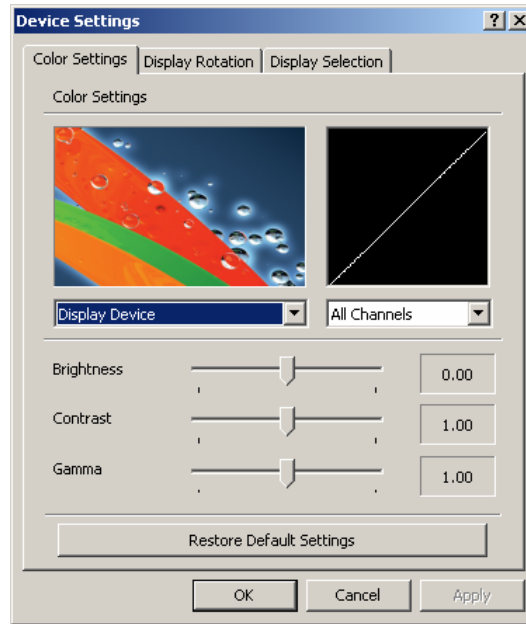 Device Settings
Color Settings Display Rotation Display Selection
Color Settings
Display Device All Channels
Brightness 0.00
Contrast 1.00
Gamma 1.00
Restore Default Settings
OK Cancel Apply